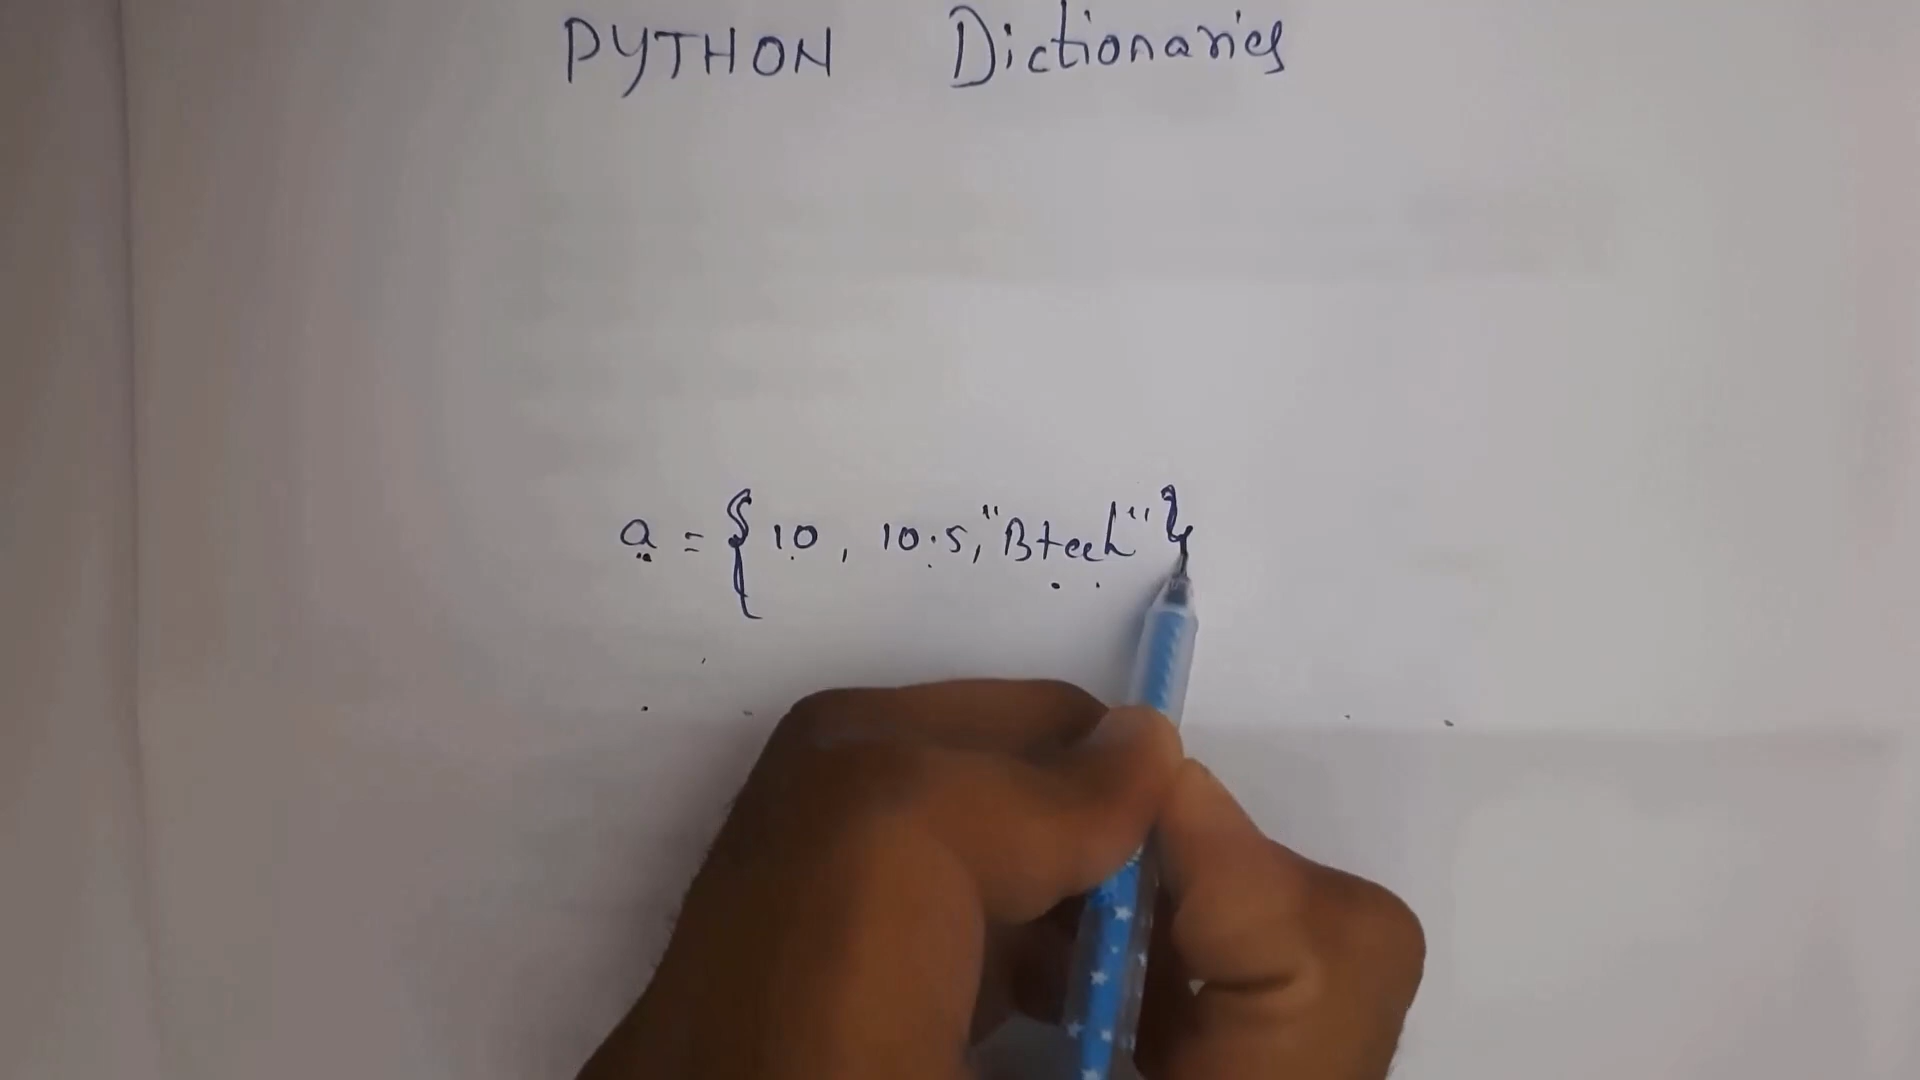 PYTHON Dictionaries
a = { 10 , 10.5, "Btech" }